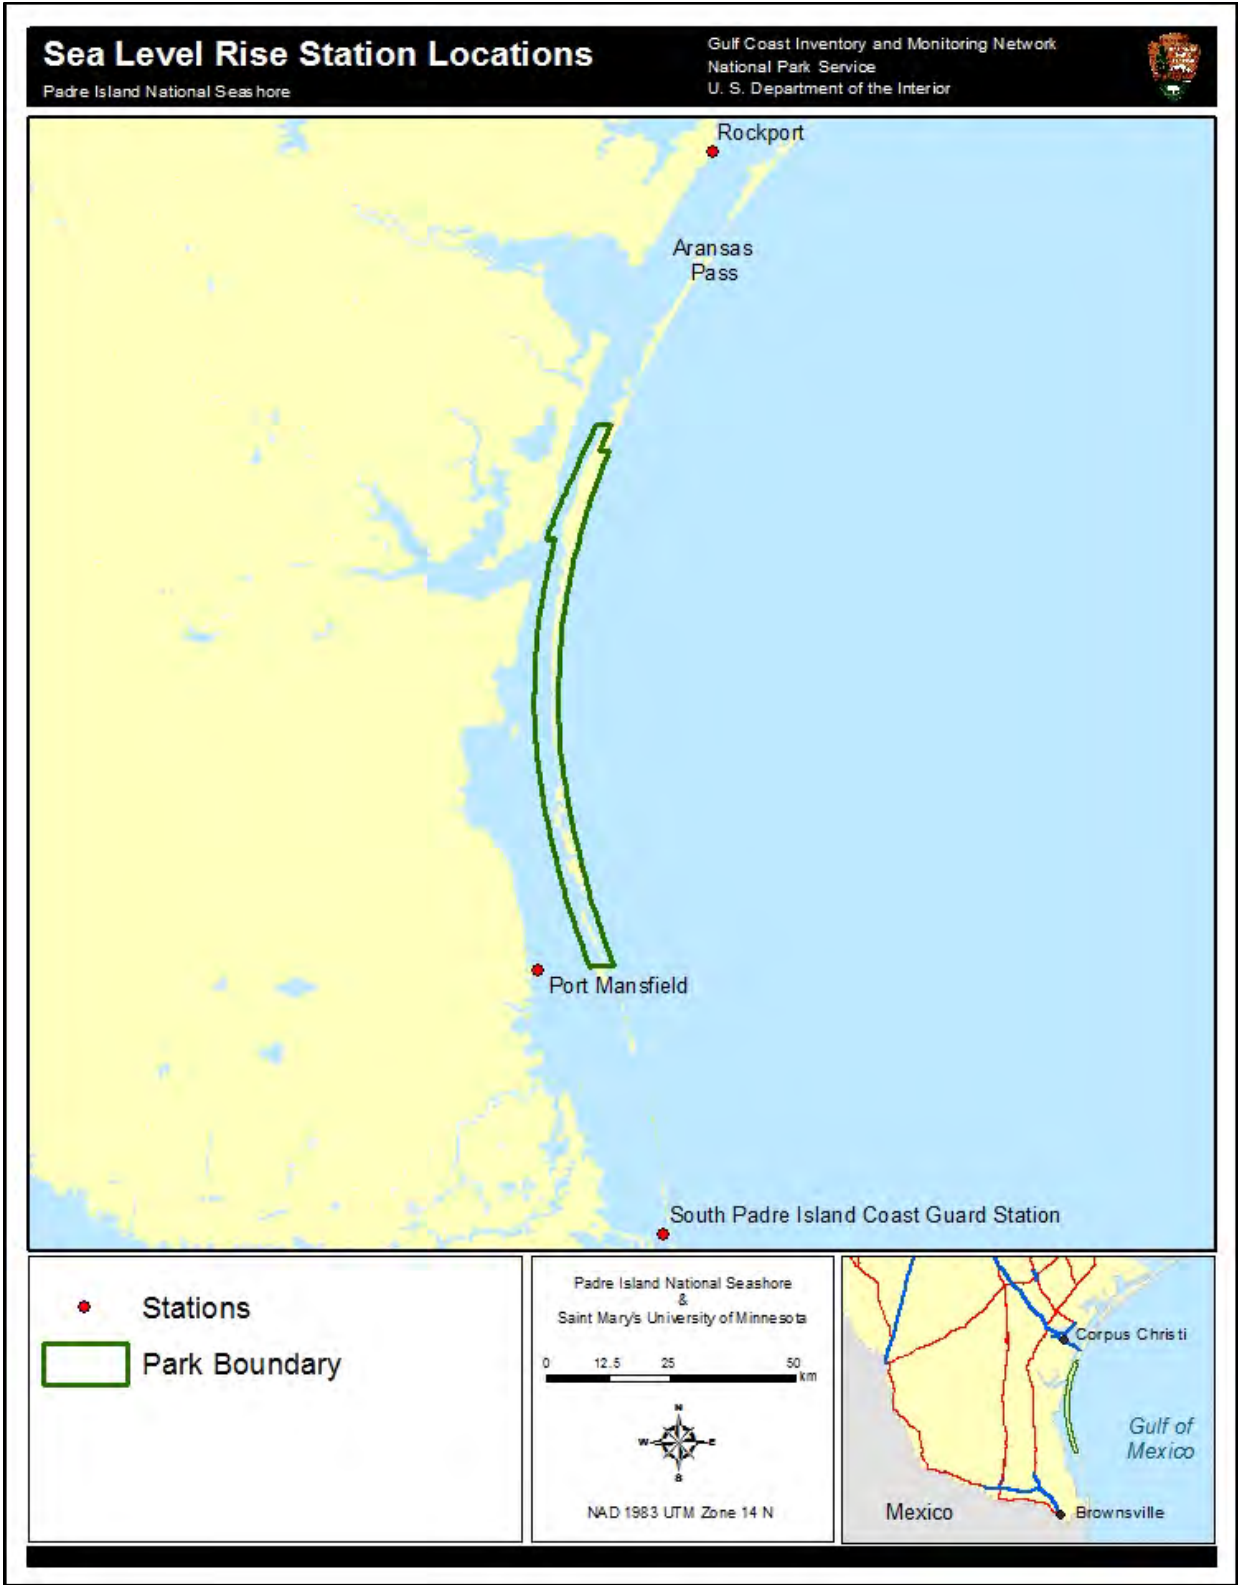 Sea Level Rise Station Locations
Padre Island National Seashore
Gulf Coast Inventory and Monitoring Network
National Park Service
U. S. Department of the Interior
Rockport
Aransas
Pass
Port Mansfield
South Padre Island Coast Guard Station
Stations
Park Boundary
Padre Island National Seashore
&
Saint Mary's University of Minnesota
0 12.5 25 50
km
N
W E
S
NAD 1983 UTM Zone 14 N
Corpus Christi
Gulf of
Mexico
Mexico
Brownsville